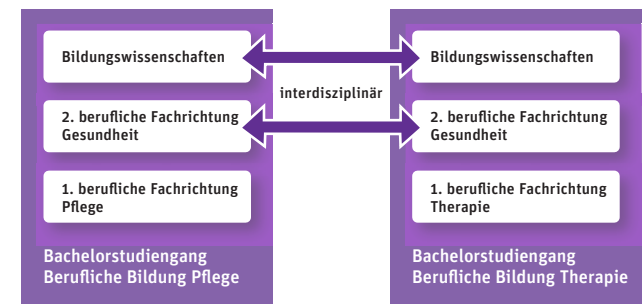 Bildungswissenschaften
2. berufliche Fachrichtung
Gesundheit
1. berufliche Fachrichtung
Pflege
Bachelorstudiengang
Berufliche Bildung Pflege
interdisziplinär
Bildungswissenschaften
2. berufliche Fachrichtung
Gesundheit
1. berufliche Fachrichtung
Therapie
Bachelorstudiengang
Berufliche Bildung Therapie